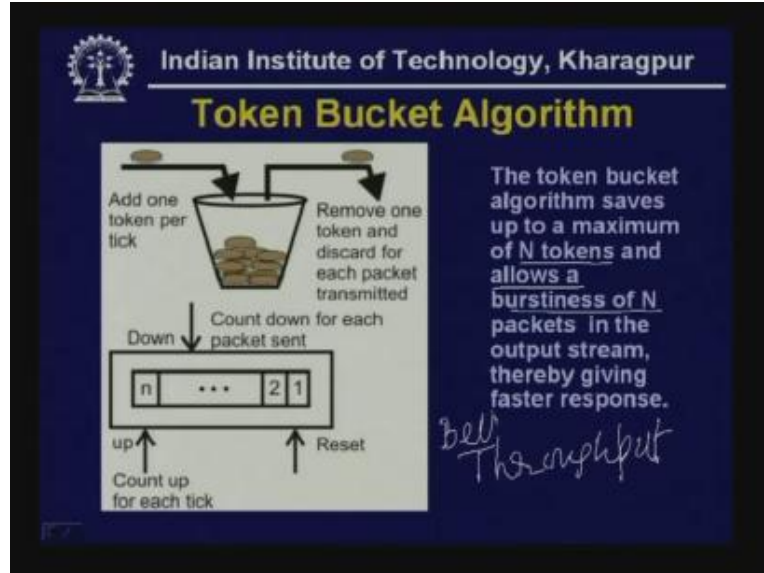 Indian Institute of Technology, Kharagpur
Token Bucket Algorithm
Add one
token per
tick
Remove one
token and
discard for
each packet
transmitted
Count down for each
packet sent
Down
n ... 2 1
up
Reset
Count up
for each tick
The token bucket
algorithm saves
up to a maximum
of N tokens and
allows a
burstiness of N
packets in the
output stream,
thereby giving
faster response.
Throughput